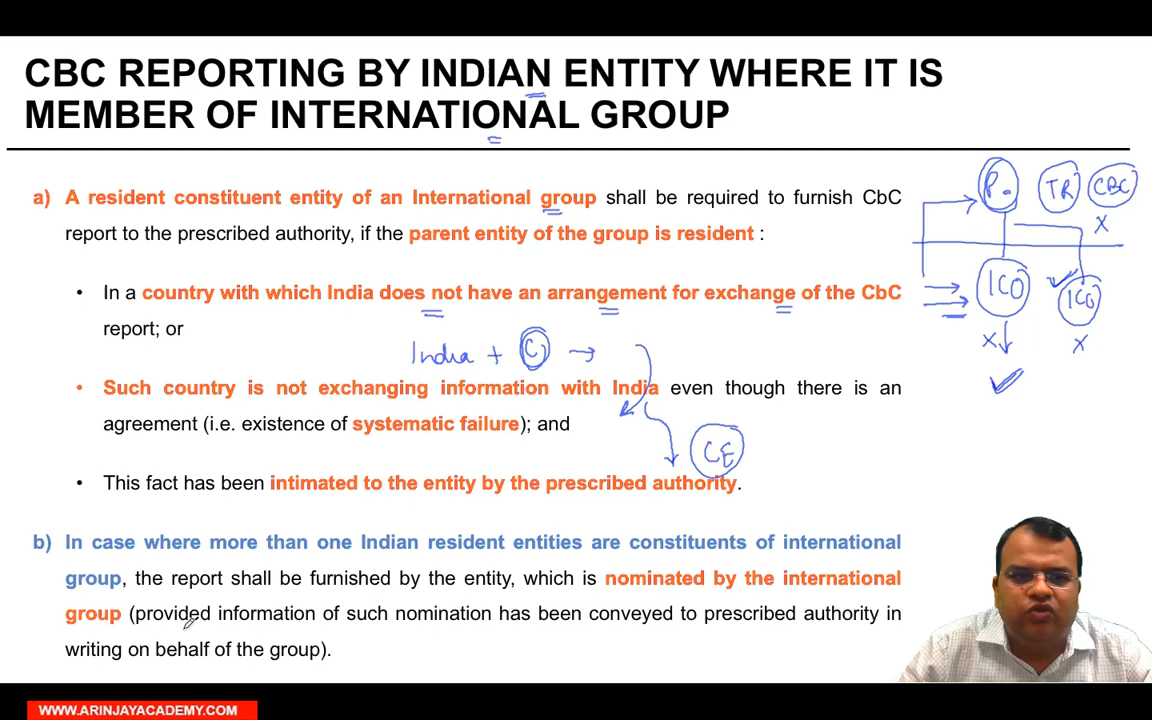 CBC REPORTING BY INDIAN ENTITY WHERE IT IS
MEMBER OF INTERNATIONAL GROUP
a) A resident constituent entity of an International group shall be required to furnish CbC
report to the prescribed authority, if the parent entity of the group is resident :
• In a country with which India does not have an arrangement for exchange of the CbC
report; or
India +
• Such country is not exchanging information with India even though there is an
agreement (i.e. existence of systematic failure); and
CE
• This fact has been intimated to the entity by the prescribed authority.
b) In case where more than one Indian resident entities are constituents of international
group, the report shall be furnished by the entity, which is nominated by the international
group (provided information of such nomination has been conveyed to prescribed authority in
writing on behalf of the group).
P. TR CBC
X
ICO ICO
X X
WWW.ARINJAYACADEMY.COM